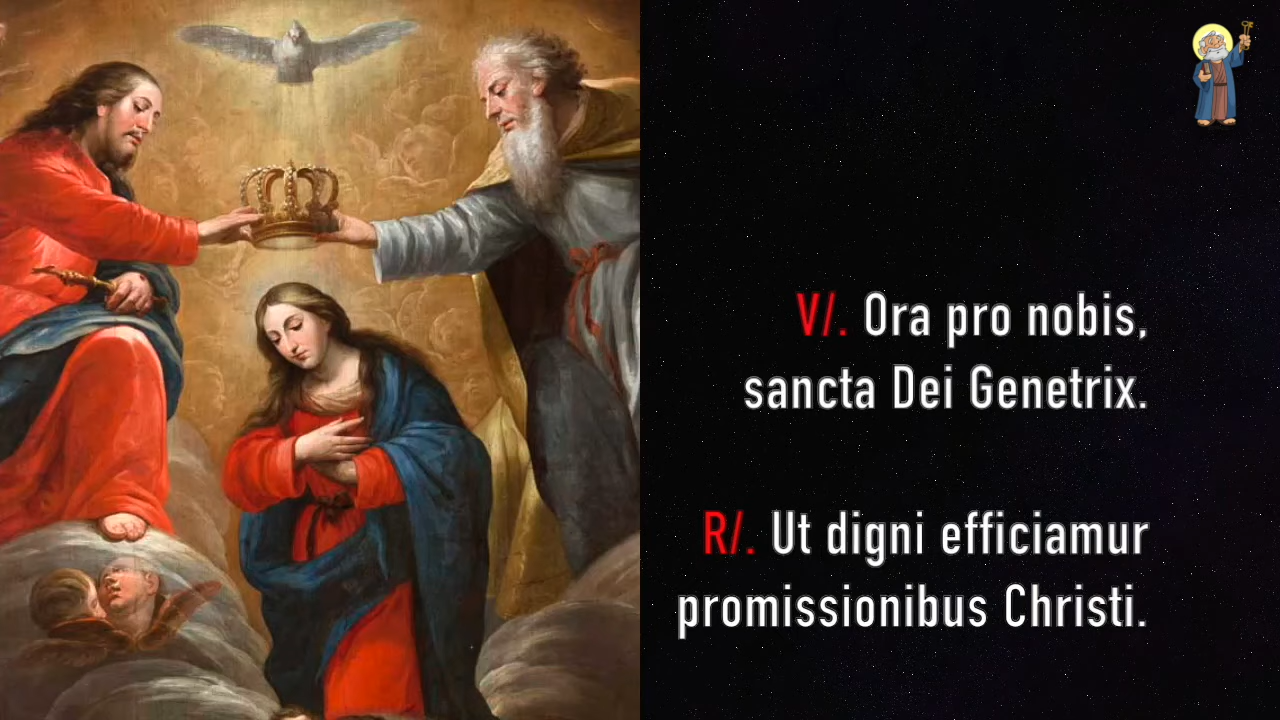 V/. Ora pro nobis,
sancta Dei Genetrix.
R/. Ut digni efficiamur
promissionibus Christi.